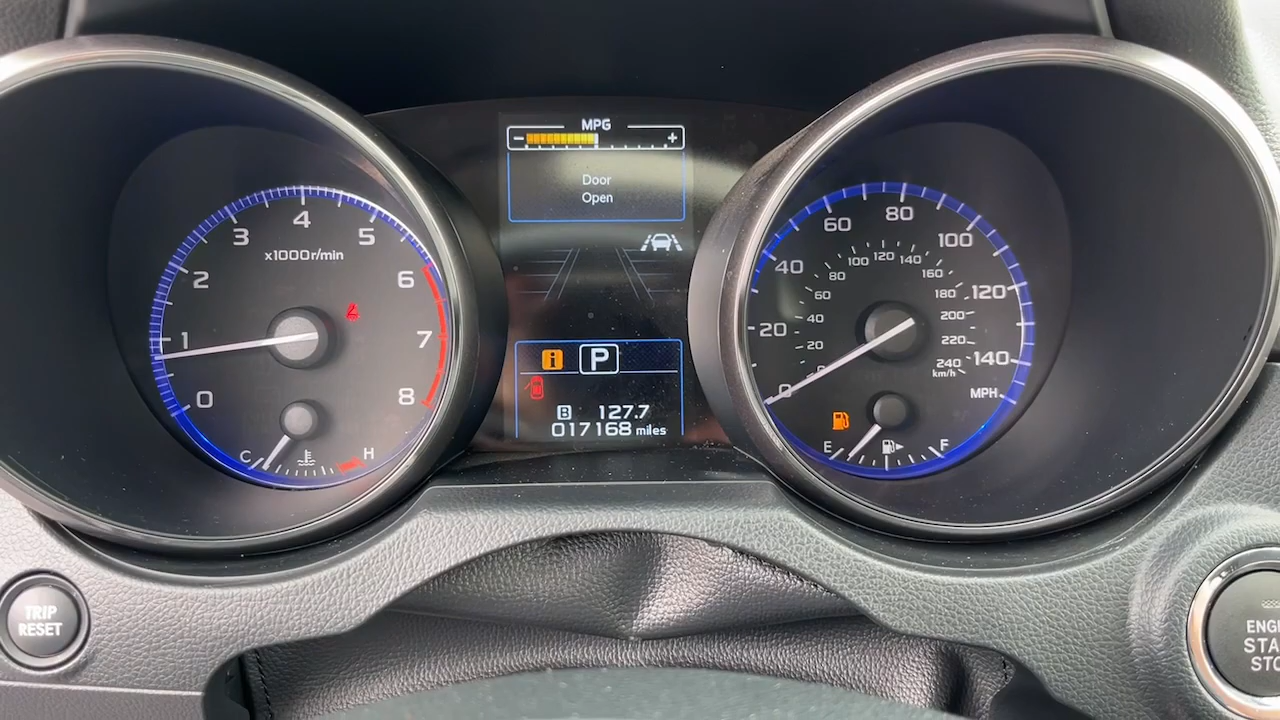 MPG
- +
Door
Open
x1000r/min
0 1 2 3 4 5 6 7 8
C H
i P
B 127.7
017168 miles
0 20 40 60 80 100 120 140
MPH
0 20 40 60 80 100 120 140 160 180 200 220 240
km/h
E F
TRIP
RESET
ENGI
STA
STO